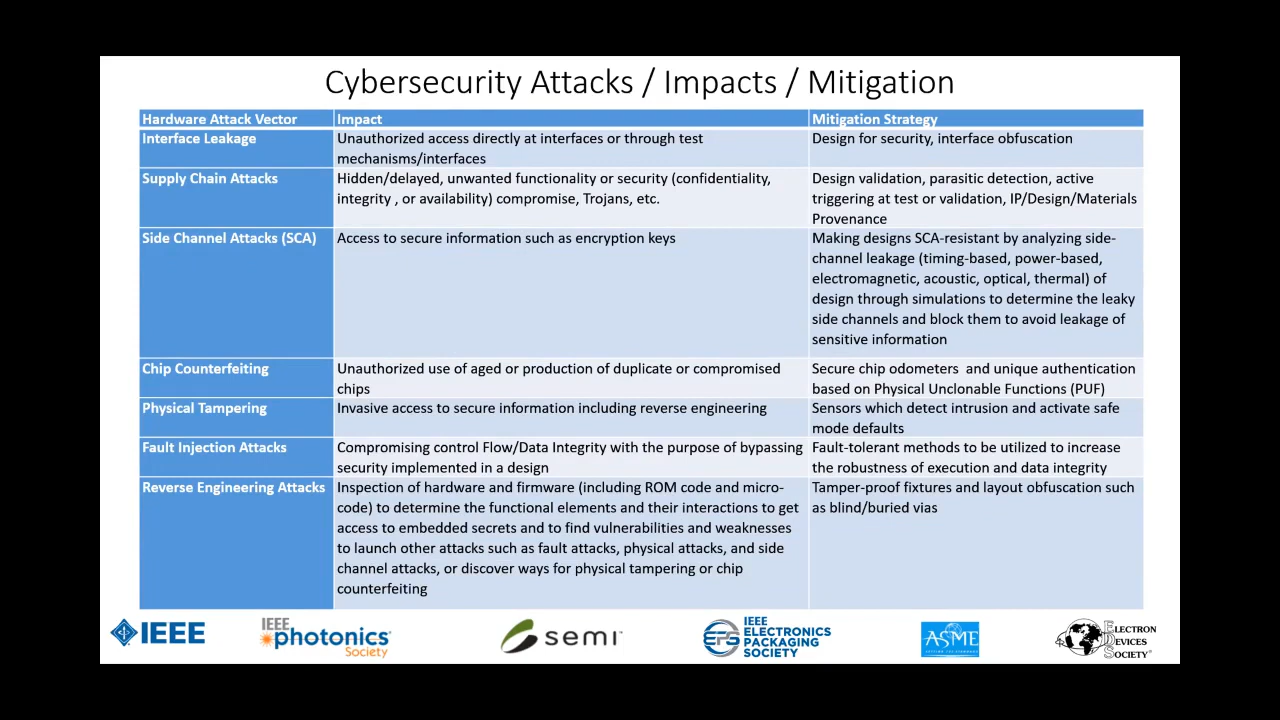 Cybersecurity Attacks / Impacts / Mitigation
Hardware Attack Vector
Impact
Mitigation Strategy
Interface Leakage
Unauthorized access directly at interfaces or through test
mechanisms/interfaces
Design for security, interface obfuscation
Supply Chain Attacks
Hidden/delayed, unwanted functionality or security (confidentiality,
integrity , or availability) compromise, Trojans, etc.
Design validation, parasitic detection, active
triggering at test or validation, IP/Design/Materials
Provenance
Side Channel Attacks (SCA)
Access to secure information such as encryption keys
Making designs SCA-resistant by analyzing side-
channel leakage (timing-based, power-based,
electromagnetic, acoustic, optical, thermal) of
design through simulations to determine the leaky
side channels and block them to avoid leakage of
sensitive information
Chip Counterfeiting
Unauthorized use of aged or production of duplicate or compromised
chips
Secure chip odometers  and unique authentication
based on Physical Unclonable Functions (PUF)
Physical Tampering
Invasive access to secure information including reverse engineering
Sensors which detect intrusion and activate safe
mode defaults
Fault Injection Attacks
Compromising control Flow/Data Integrity with the purpose of bypassing
security implemented in a design
Fault-tolerant methods to be utilized to increase
the robustness of execution and data integrity
Reverse Engineering Attacks
Inspection of hardware and firmware (including ROM code and micro-
code) to determine the functional elements and their interactions to get
access to embedded secrets and to find vulnerabilities and weaknesses
to launch other attacks such as fault attacks, physical attacks, and side
channel attacks, or discover ways for physical tampering or chip
counterfeiting
Tamper-proof fixtures and layout obfuscation such
as blind/buried vias
IEEE
IEEE
photonics
Society
semi
EPS
IEEE
ELECTRONICS
PACKAGING
SOCIETY
ASME
ELECTRON
DEVICES
SOCIETY®